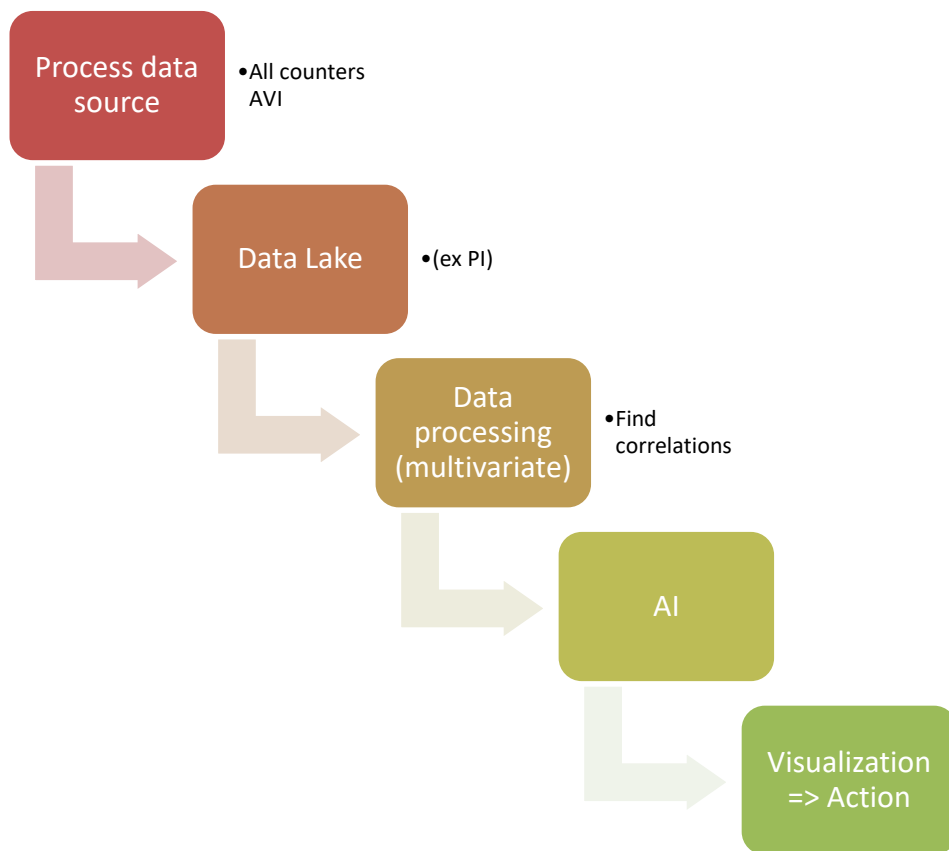 Process data
source
•All counters
AVI
Data Lake
•(ex PI)
Data
processing
(multivariate)
•Find
correlations
AI
Visualization
=> Action